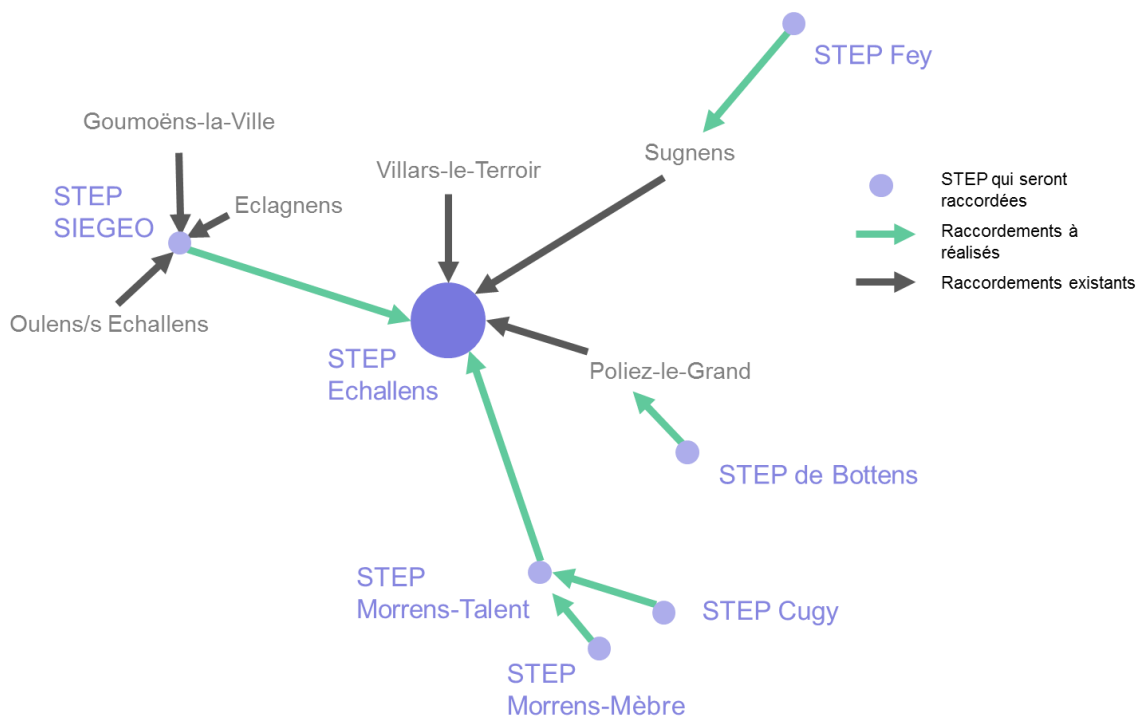 STEP Fey
Goumoëns-la-Ville
Sugnens
Villars-le-Terroir
STEP
SIEGEO
Eclagnens
STEP qui seront
raccordées
Raccordements à
réalisés
Raccordements existants
Oulens/s Echallens
STEP
Echallens
Poliez-le-Grand
STEP de Bottens
STEP
Morrens-Talent
STEP Cugy
STEP
Morrens-Mèbre